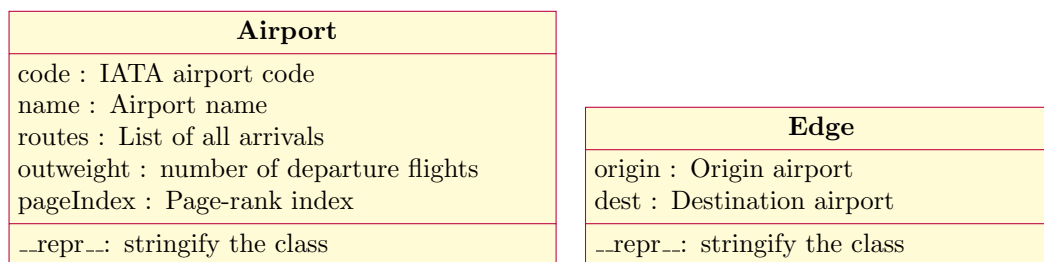 Airport
code : IATA airport code
name : Airport name
routes : List of all arrivals
outweight : number of departure flights
pageIndex : Page-rank index
__repr__: stringify the class
Edge
origin : Origin airport
dest : Destination airport
__repr__: stringify the class